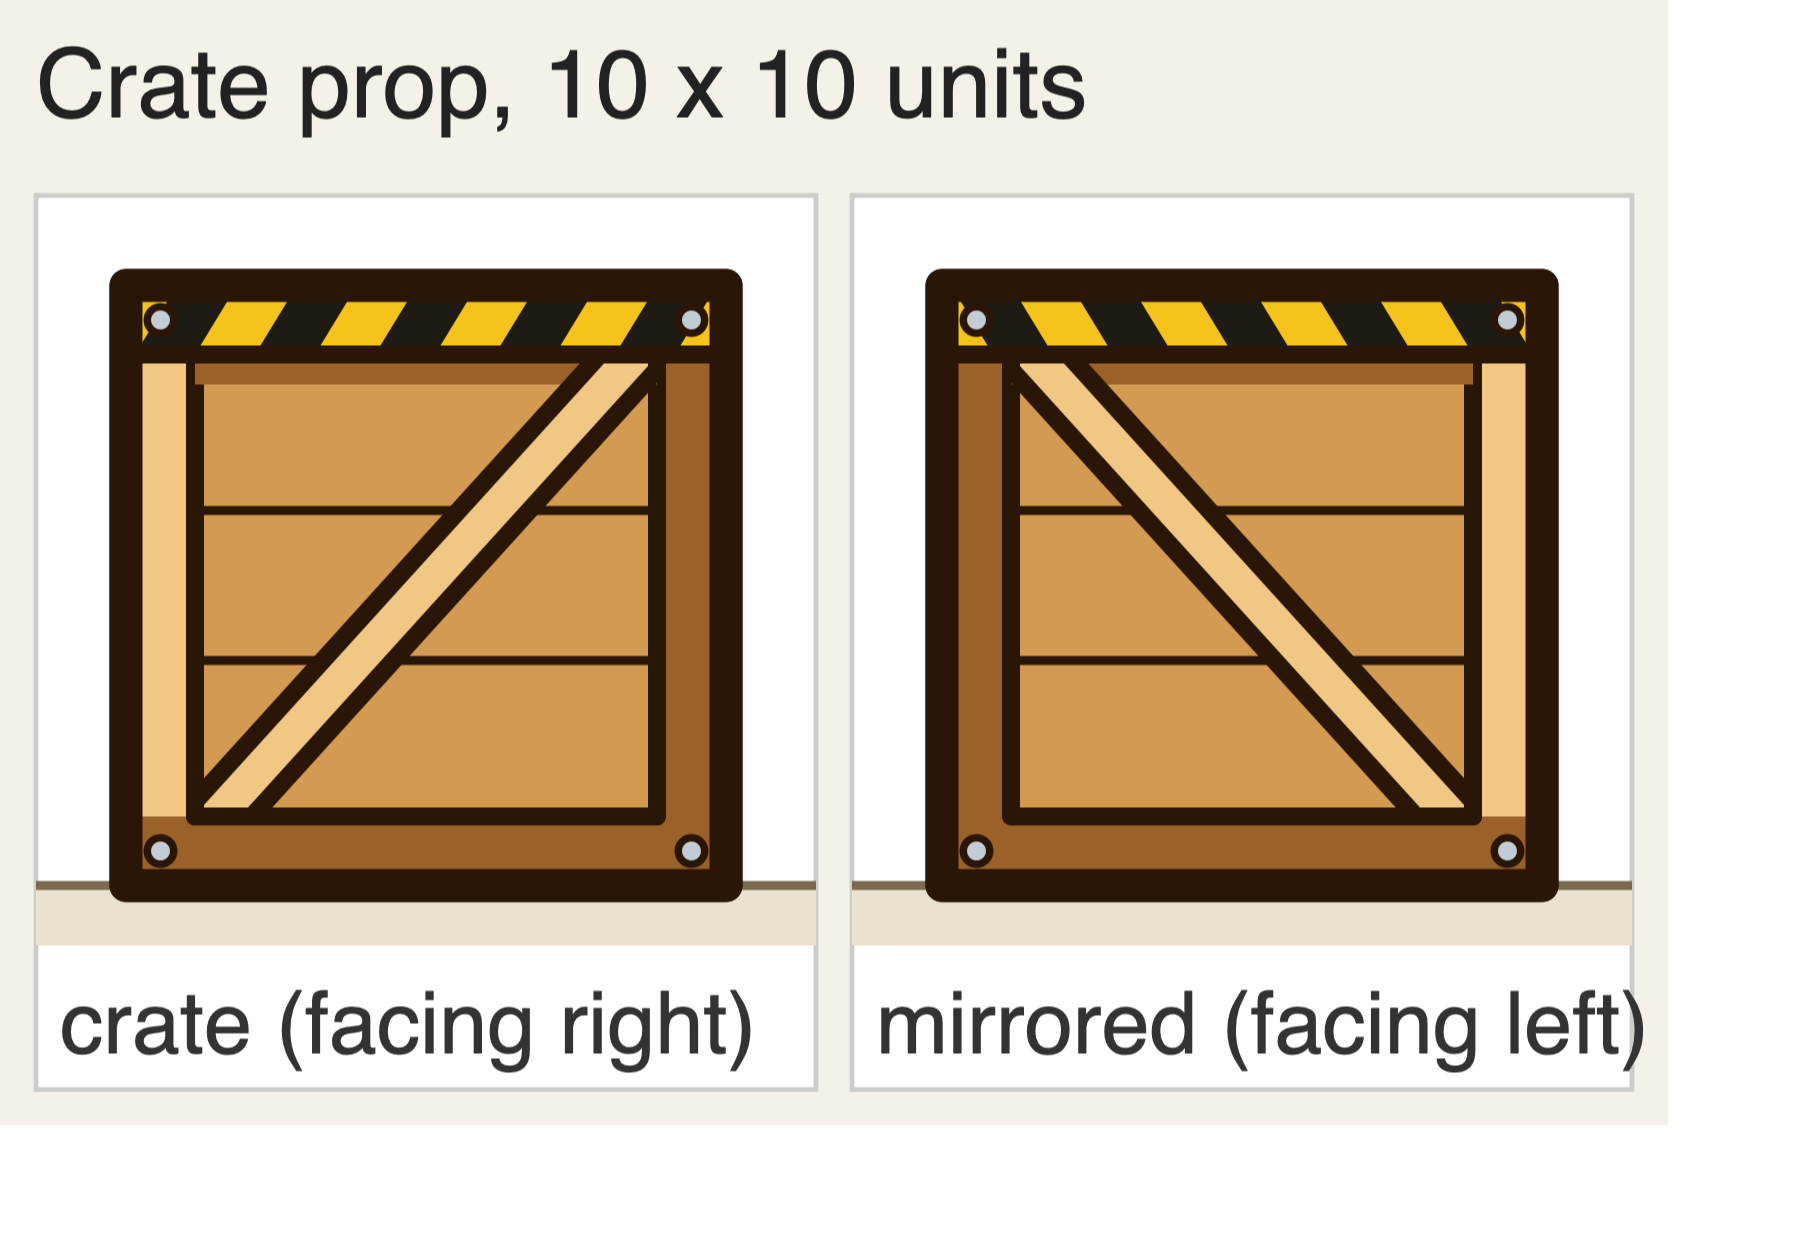 Crate prop, 10 x 10 units
crate (facing right)
mirrored (facing left)